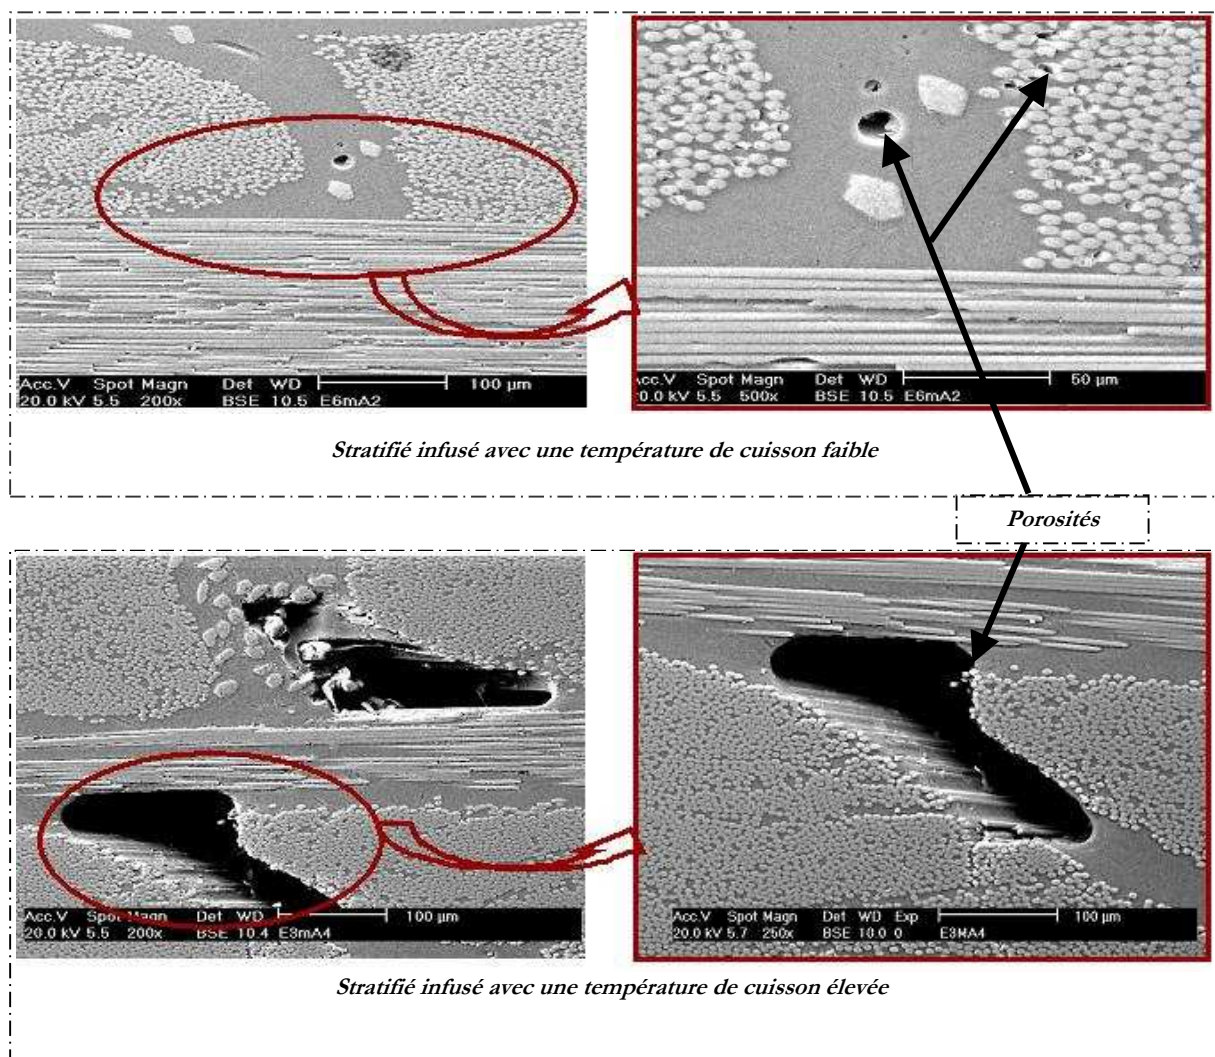 Acc.V Spot Magn Det WD 100 µm
20.0 kV 5.5 200x BSE 10.5 E6mA2
Acc.V Spot Magn Det WD 50 µm
0.0 kV 5.5 500x BSE 10.5 E6mA2
Stratifié infusé avec une température de cuisson faible
Porosités
Acc.V Spot Magn Det WD 100 µm
20.0 kV 5.5 200x BSE 10.4 E3mA4
Acc.V Spot Magn Det WD Exp 100 µm
20.0 kV 5.7 250x BSE 10.0 0 E3MA4
Stratifié infusé avec une température de cuisson élevée